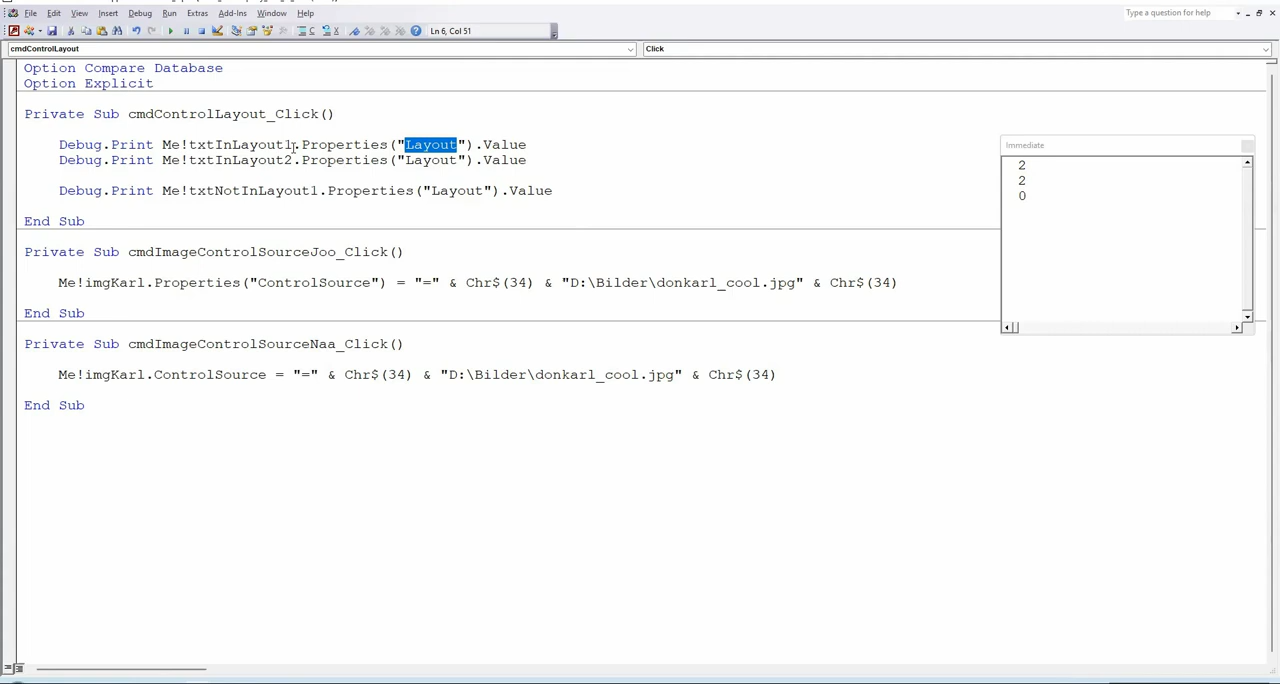 File Edit View Insert Debug Run Extras Add-Ins Window Help
Type a question for help
Ln 6, Col 51
cmdControlLayout
Click
Option Compare Database
Option Explicit
Private Sub cmdControlLayout_Click()
Debug.Print Me!txtInLayout1.Properties("Layout").Value
Debug.Print Me!txtInLayout2.Properties("Layout").Value
Debug.Print Me!txtNotInLayout1.Properties("Layout").Value
End Sub
Private Sub cmdImageControlSourceJoo_Click()
Me!imgKarl.Properties("ControlSource") = "=" & Chr$(34) & "D:\Bilder\donkarl_cool.jpg" & Chr$(34)
End Sub
Private Sub cmdImageControlSourceNaa_Click()
Me!imgKarl.ControlSource = "=" & Chr$(34) & "D:\Bilder\donkarl_cool.jpg" & Chr$(34)
End Sub
Immediate
2
2
0